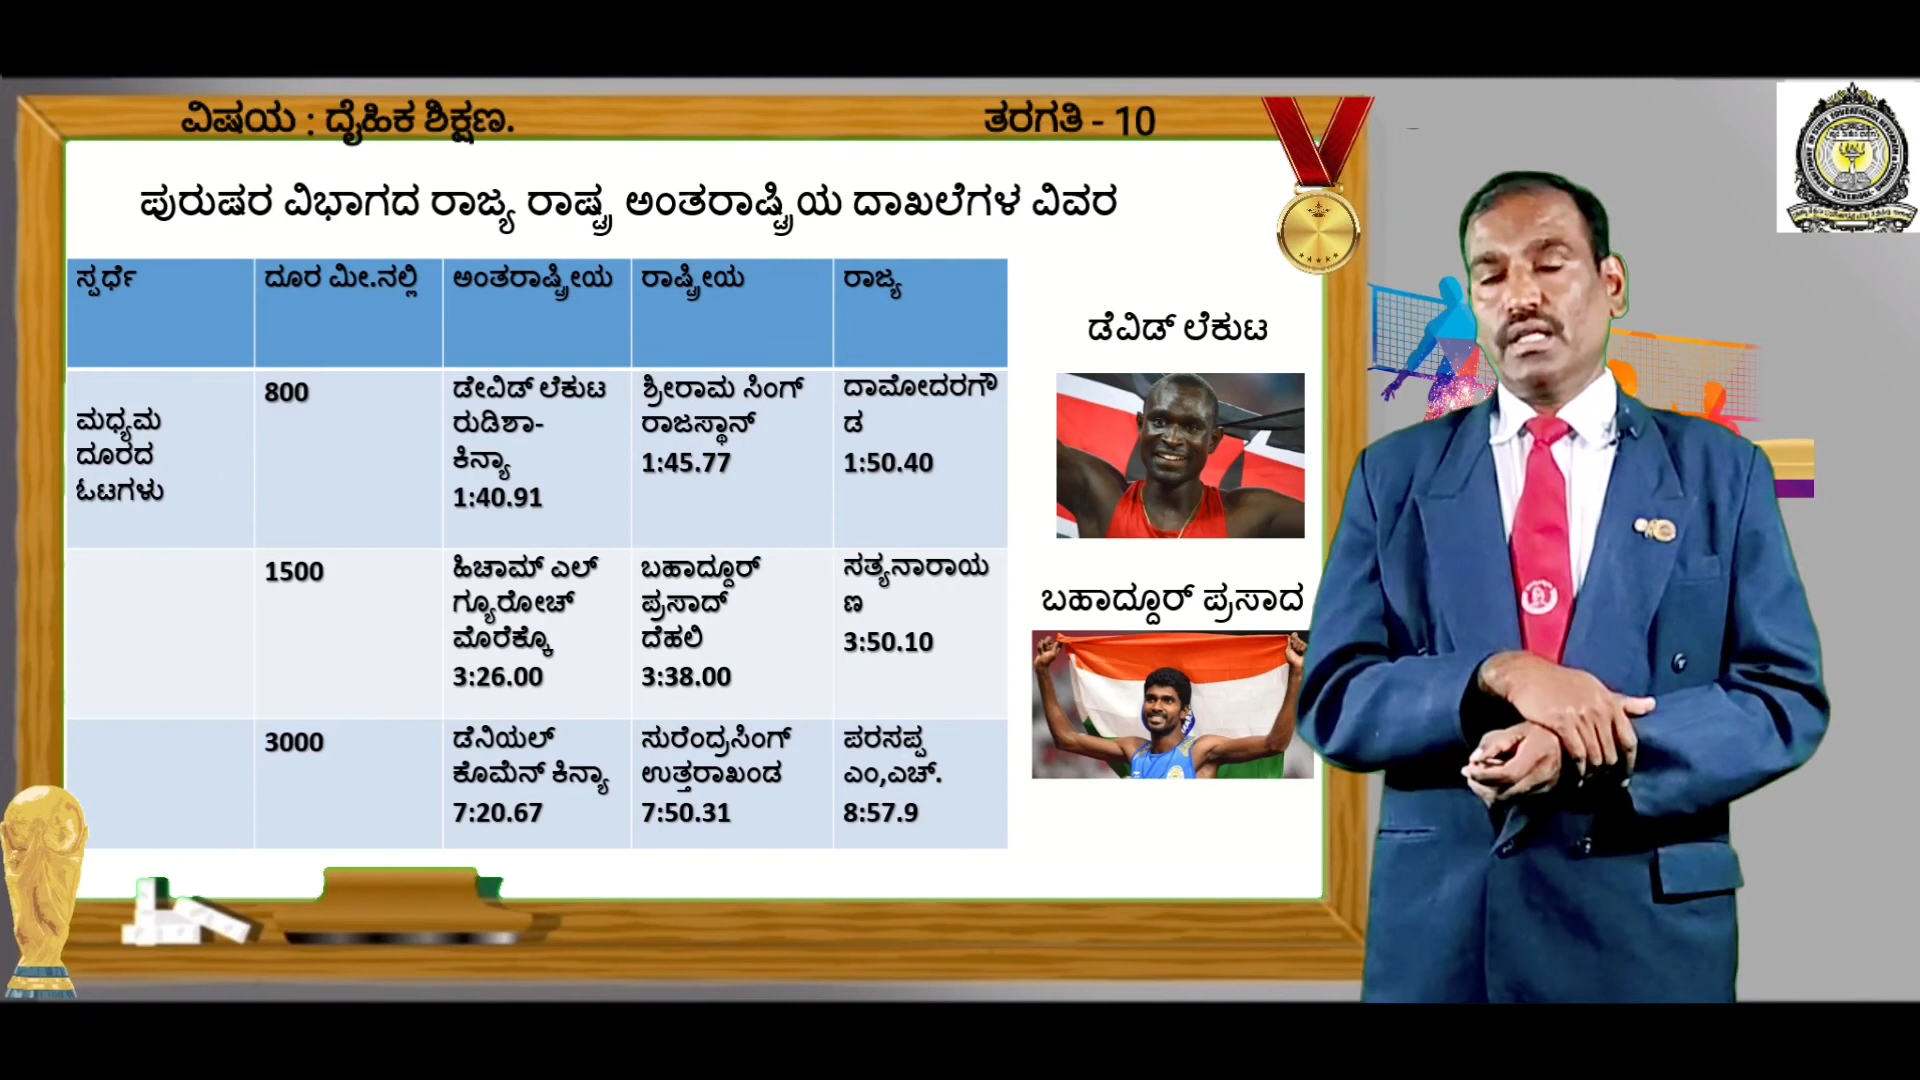 ವಿಷಯ : ದೈಹಿಕ ಶಿಕ್ಷಣ.
ತರಗತಿ - 10
ಪುರುಷರ ವಿಭಾಗದ ರಾಜ್ಯ ರಾಷ್ಟ್ರ ಅಂತರಾಷ್ಟ್ರಿಯ ದಾಖಲೆಗಳ ವಿವರ
ಸ್ಪರ್ಧೆ
ದೂರ ಮೀ.ನಲ್ಲಿ
ಅಂತರಾಷ್ಟ್ರೀಯ
ರಾಷ್ಟ್ರೀಯ
ರಾಜ್ಯ
ಮಧ್ಯಮ
ದೂರದ
ಓಟಗಳು
800
ಡೇವಿಡ್ ಲೆಕುಟ
ರುಡಿಶಾ-
ಕಿನ್ಯಾ
1:40.91
ಶ್ರೀರಾಮ ಸಿಂಗ್
ರಾಜಸ್ಥಾನ್
1:45.77
ದಾಮೋದರಗೌ
ಡ
1:50.40
1500
ಹಿಚಾಮ್ ಎಲ್
ಗ್ಯೂರೋಚ್
ಮೊರೆಕ್ಕೊ
3:26.00
ಬಹಾದ್ದೂರ್
ಪ್ರಸಾದ್
ದೆಹಲಿ
3:38.00
ಸತ್ಯನಾರಾಯ
ಣ
3:50.10
3000
ಡೆನಿಯಲ್
ಕೊಮೆನ್ ಕಿನ್ಯಾ
7:20.67
ಸುರೆಂದ್ರಸಿಂಗ್
ಉತ್ತರಾಖಂಡ
7:50.31
ಪರಸಪ್ಪ
ಎಂ,ಎಚ್.
8:57.9
ಡೆವಿಡ್ ಲೆಕುಟ
ಬಹಾದ್ದೂರ್ ಪ್ರಸಾದ